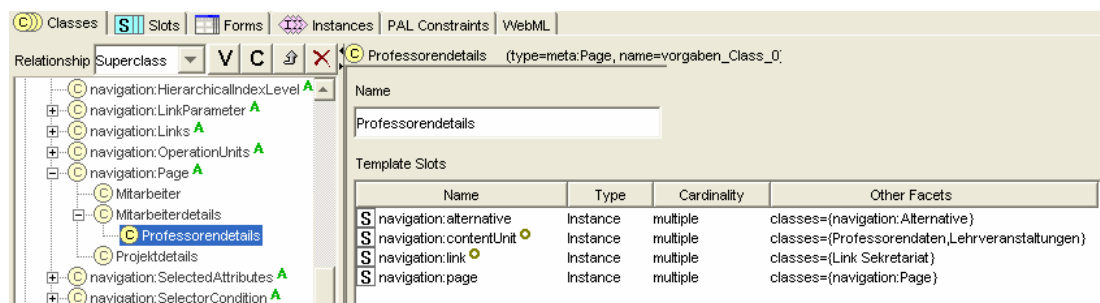 Classes S Slots Forms Instances PAL Constraints WebML
Relationship Superclass V C X
C Professorendetails (type=meta:Page, name=vorgaben_Class_0)
C navigation:HierarchicalIndexLevel A
C navigation:LinkParameter A
C navigation:Links A
C navigation:OperationUnits A
C navigation:Page A
C Mitarbeiter
C Mitarbeiterdetails
C Professorendetails
C Projektdetails
C navigation:SelectedAttributes A
C navigation:SelectorCondition A
Name
Professorendetails
Template Slots
Name Type Cardinality Other Facets
S navigation:alternative Instance multiple classes={navigation:Alternative}
S navigation:contentUnit Instance multiple classes={Professorendaten,Lehrveranstaltungen}
S navigation:link Instance multiple classes={Link Sekretariat}
S navigation:page Instance multiple classes={navigation:Page}